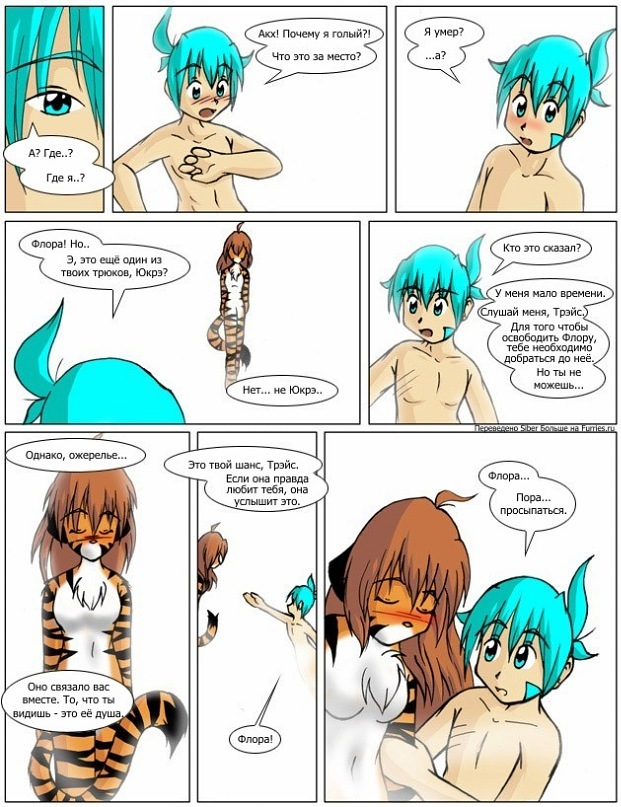 А? Где..?
Где я..?
Акх! Почему я голый?!
Что это за место?
Я умер?
...а?
Флора! Но..
Э, это ещё один из
твоих трюков, Юкрэ?
Нет... не Юкрэ..
Кто это сказал?
У меня мало времени.
Слушай меня, Трэйс.
Для того чтобы
освободить Флору,
тебе необходимо
добраться до неё.
Но ты не
можешь...
Переведено Siber Больше на Furries.ru
Однако, ожерелье...
Оно связало вас
вместе. То, что ты
видишь - это её душа.
Это твой шанс, Трэйс.
Если она правда
любит тебя, она
услышит это.
Флора!
Флора...
Пора...
просыпаться.